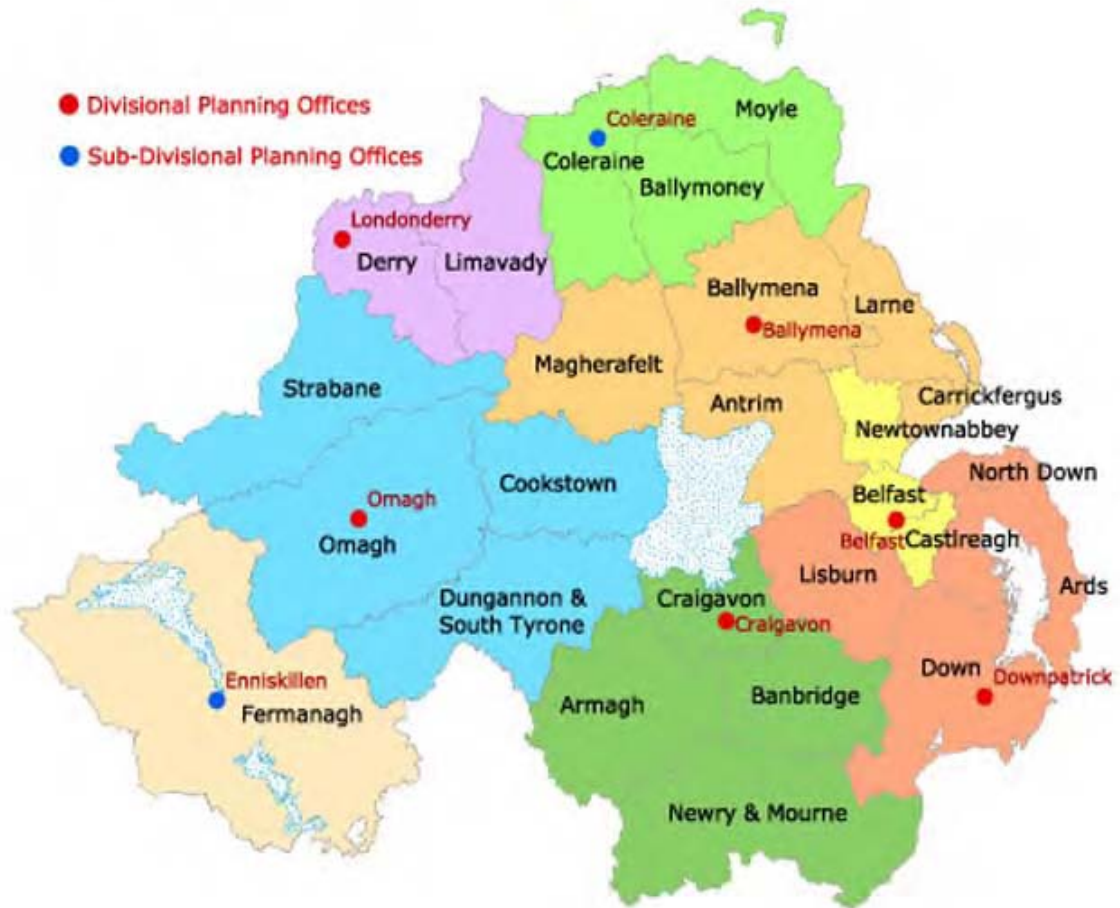 Divisional Planning Offices
Sub-Divisional Planning Offices
Moyle
Coleraine
Coleraine
Ballymoney
Londonderry
Derry
Limavady
Ballymena
Larne
Ballymena
Magherafelt
Strabane
Antrim
Carrickfergus
Newtownabbey
North Down
Cookstown
Belfast
Omagh
Omagh
Belfast
Castlreagh
Lisburn
Ards
Dungannon &
South Tyrone
Craigavon
Craigavon
Down
Downpatrick
Enniskillen
Fermanagh
Armagh
Banbridge
Newry & Mourne